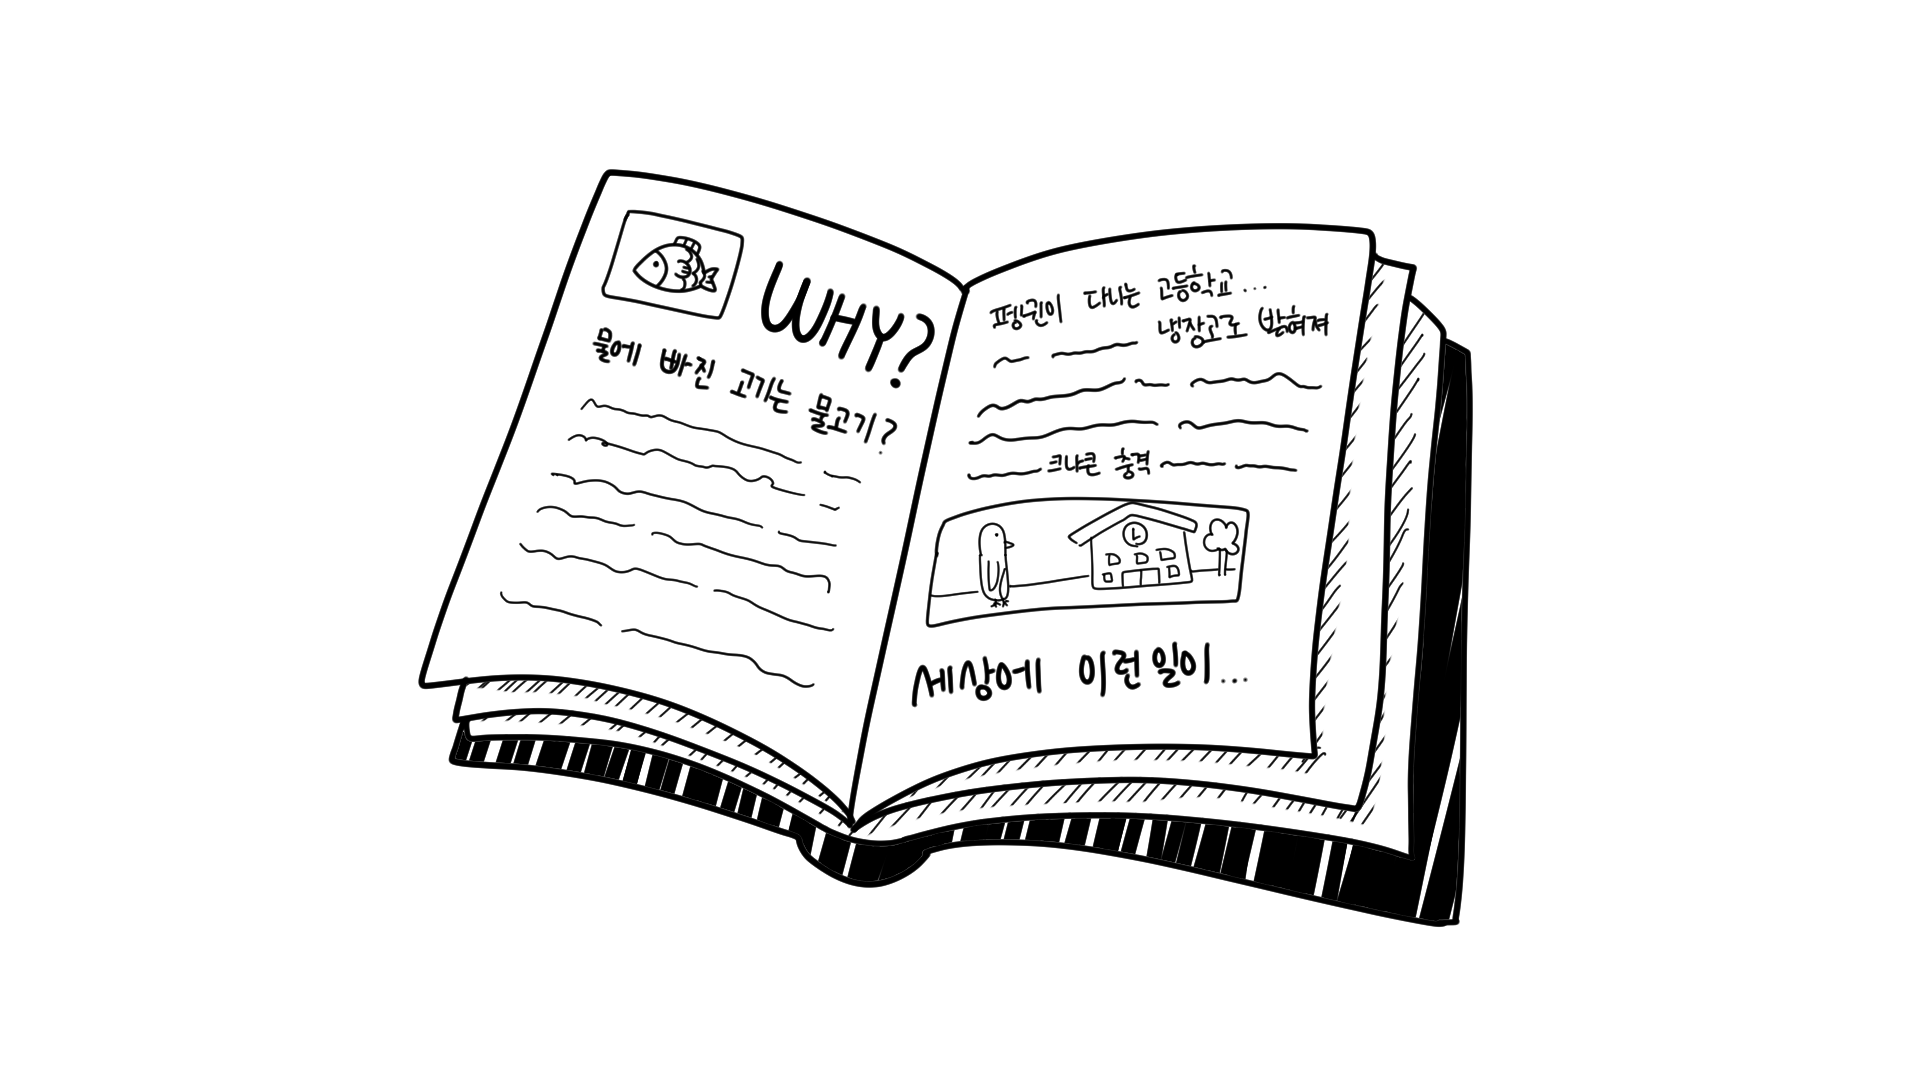 WHY?
물에 빠진 고기는 물고기?
펭귄이 다니는 고등학교...
냉장고로 밝혀져
크나큰 충격
세상에 이런일이...